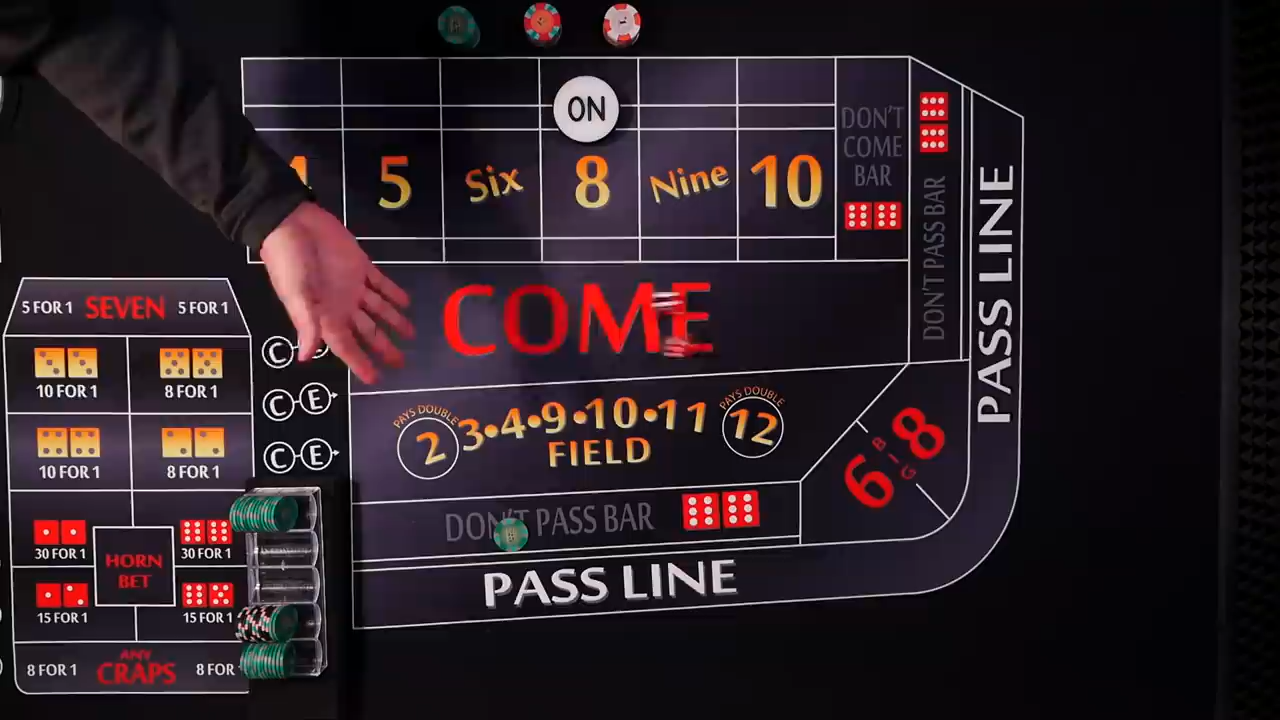 ON
4 5 Six 8 Nine 10
DON'T
COME
BAR
DON'T PASS BAR
PASS LINE
COME
5 FOR 1 SEVEN 5 FOR 1
10 FOR 1 8 FOR 1
10 FOR 1 8 FOR 1
30 FOR 1 30 FOR 1
HORN
BET
15 FOR 1 15 FOR 1
ANY
8 FOR 1 CRAPS 8 FOR
C
C E
C E
PAYS DOUBLE PAYS DOUBLE
2 3•4•9•10•11 12
FIELD
6 BIG 8
DON'T PASS BAR
PASS LINE